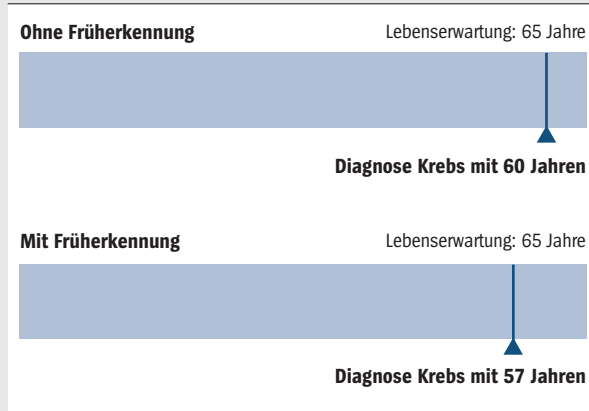 Ohne Früherkennung Lebenserwartung: 65 Jahre
Diagnose Krebs mit 60 Jahren
Mit Früherkennung Lebenserwartung: 65 Jahre
Diagnose Krebs mit 57 Jahren